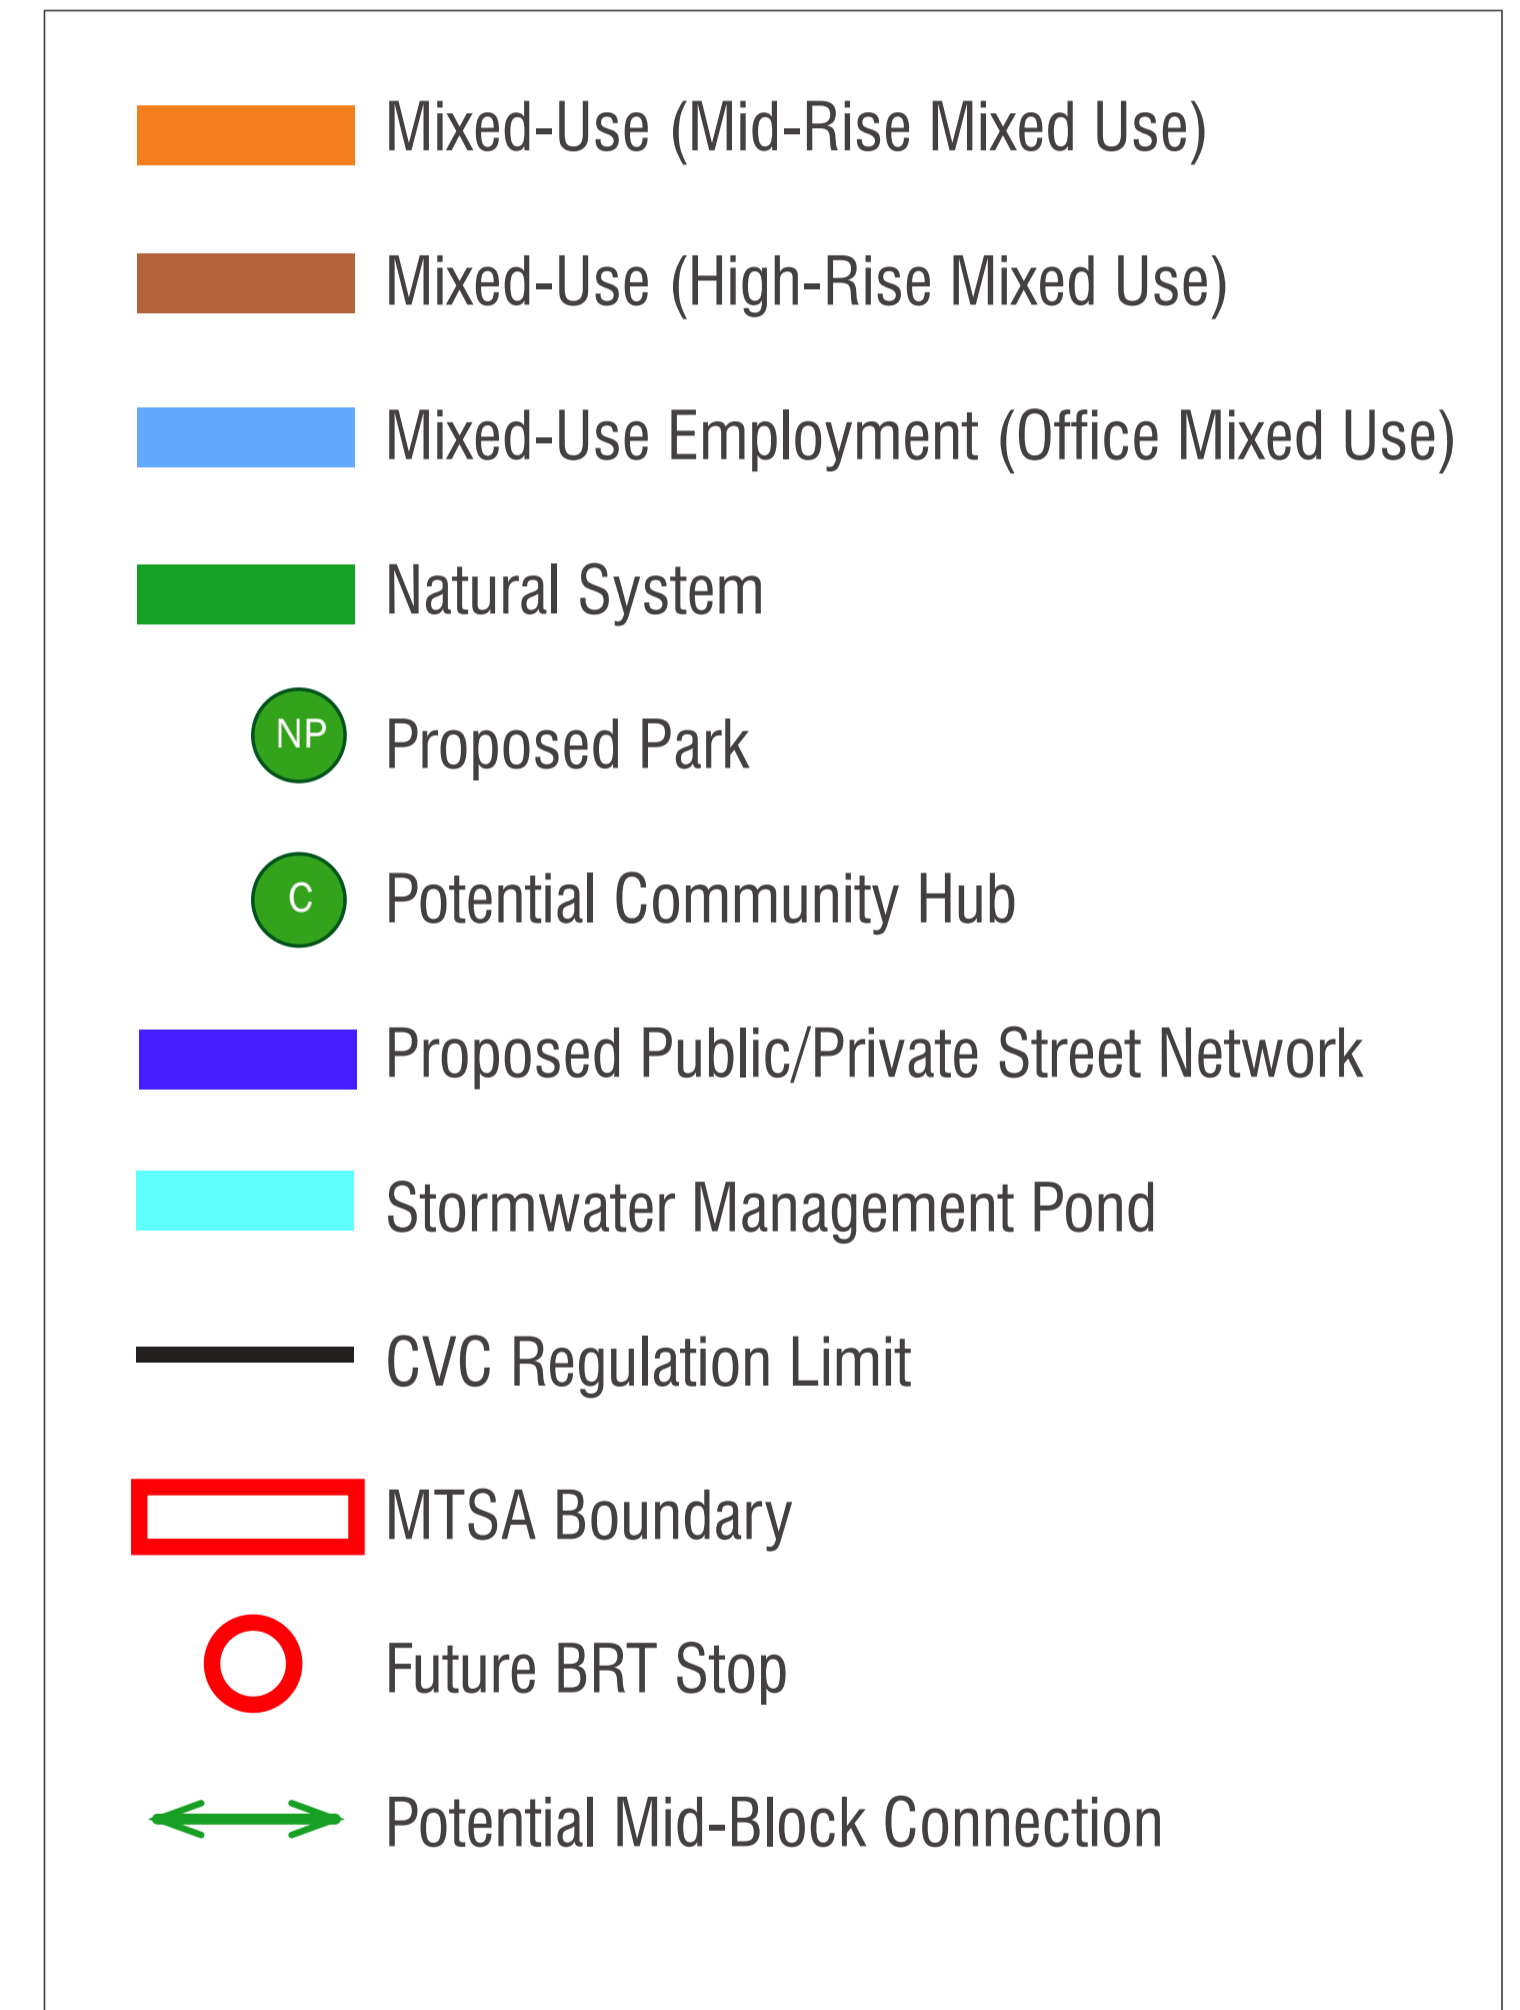 Mixed-Use (Mid-Rise Mixed Use)
Mixed-Use (High-Rise Mixed Use)
Mixed-Use Employment (Office Mixed Use)
Natural System
NP Proposed Park
C Potential Community Hub
Proposed Public/Private Street Network
Stormwater Management Pond
CVC Regulation Limit
MTSA Boundary
Future BRT Stop
Potential Mid-Block Connection